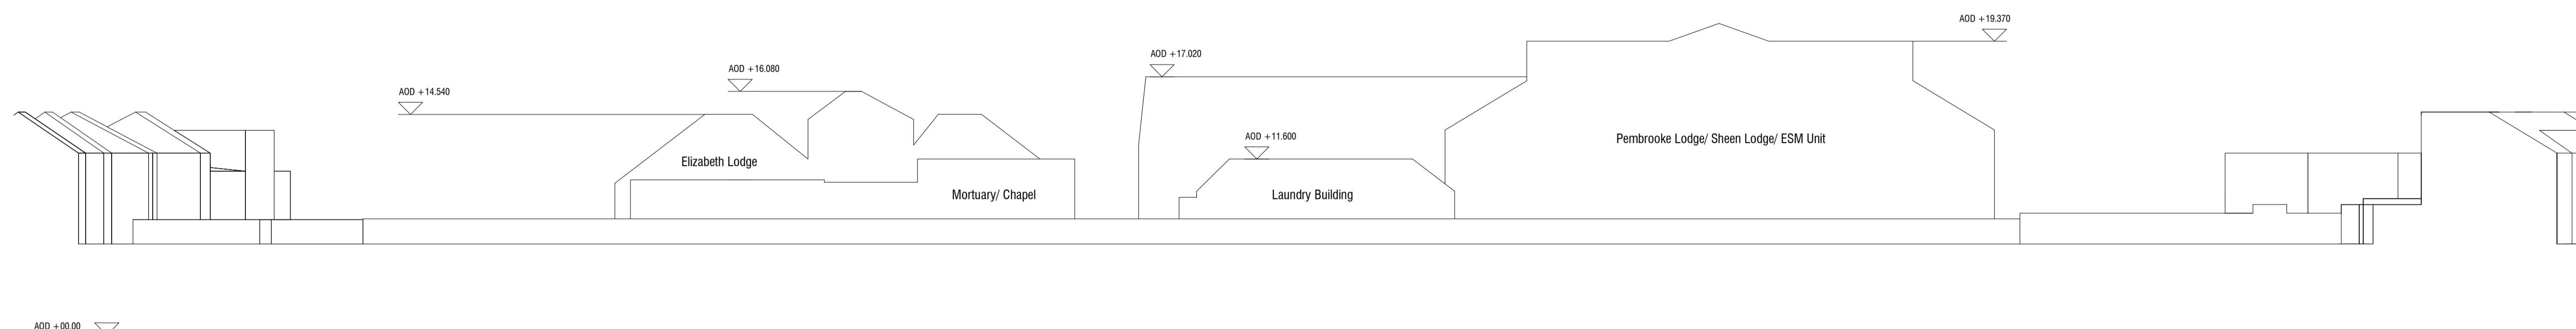 AOD +19.370
AOD +17.020
AOD +16.080
AOD +14.540
AOD +11.600
Pembrooke Lodge/ Sheen Lodge/ ESM Unit
Elizabeth Lodge
Mortuary/ Chapel
Laundry Building
AOD +00.00